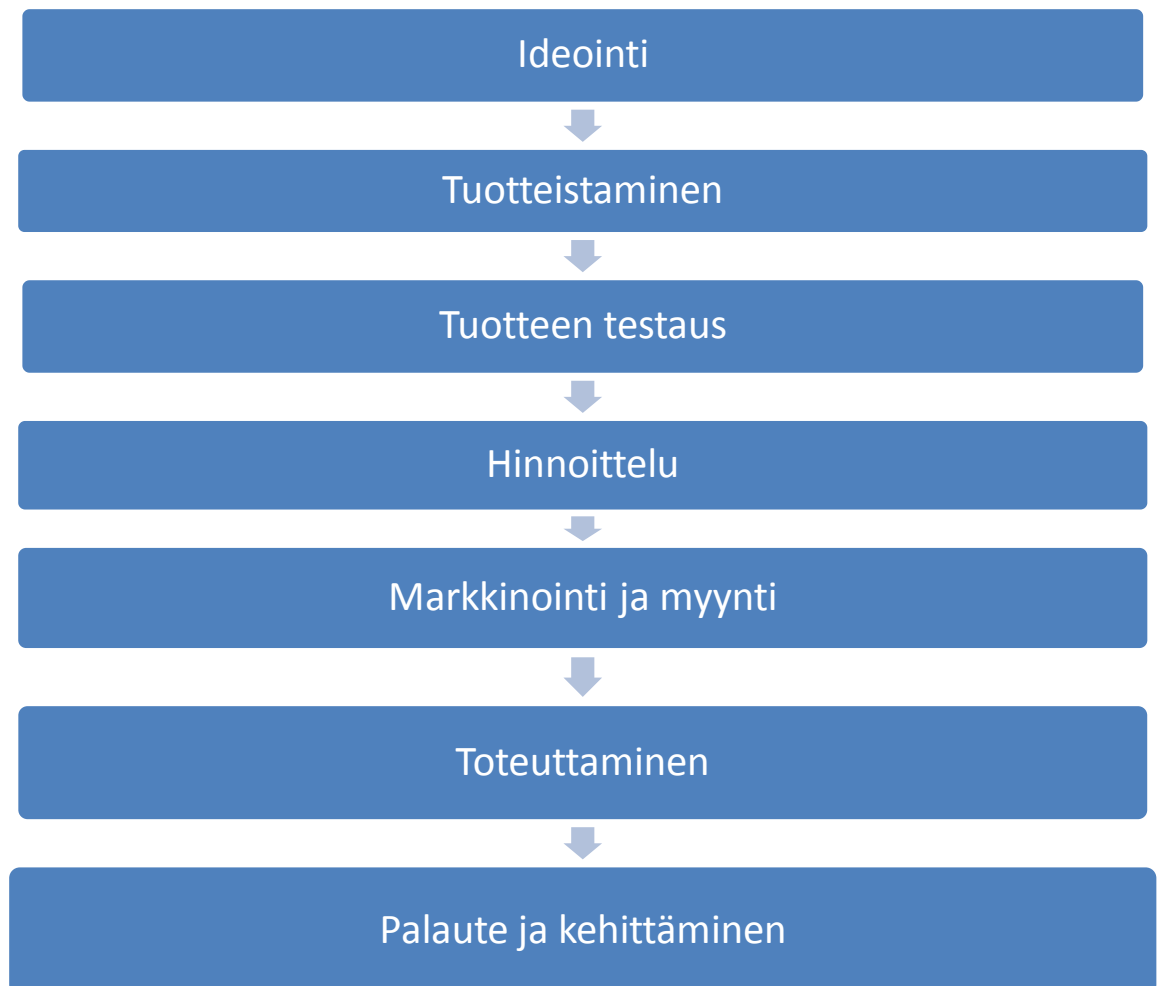 Ideointi
Tuotteistaminen
Tuotteen testaus
Hinnoittelu
Markkinointi ja myynti
Toteuttaminen
Palaute ja kehittäminen